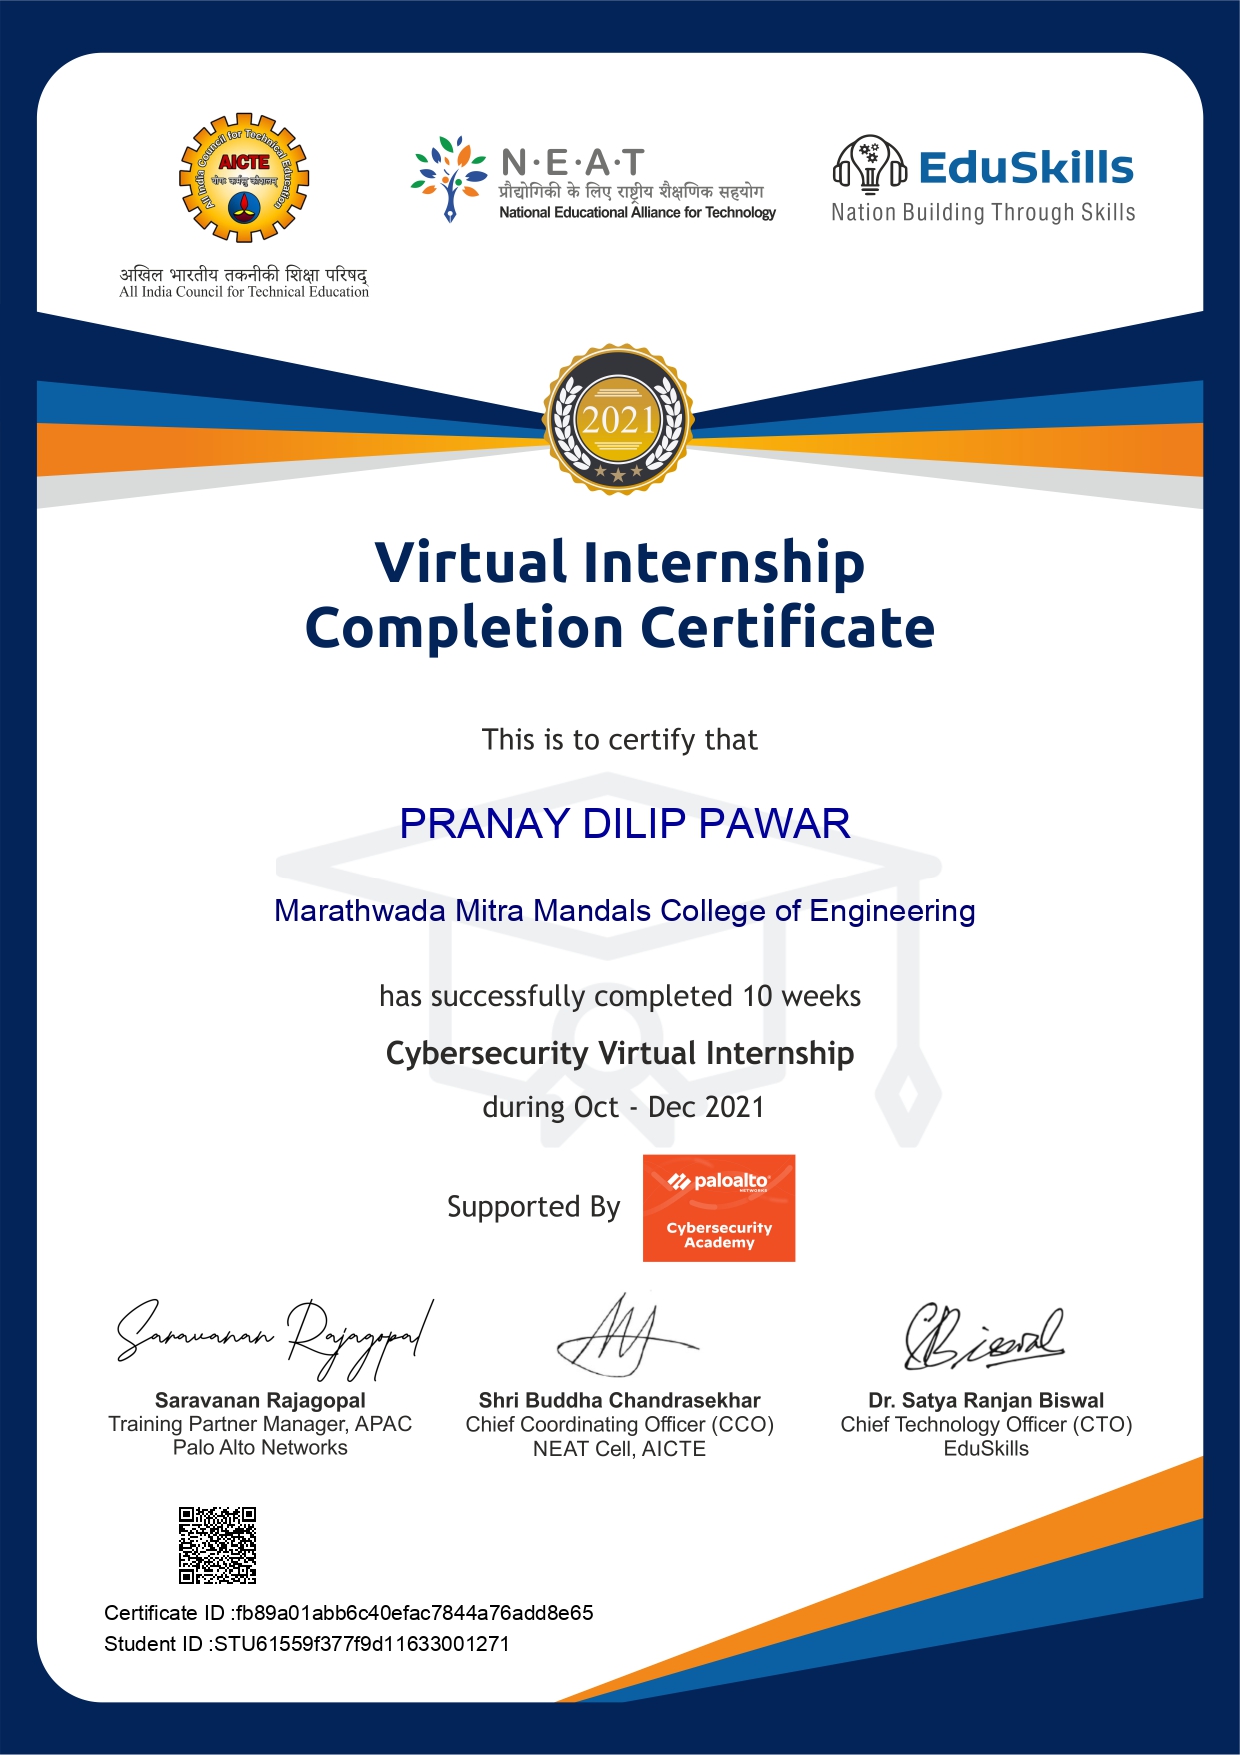 All India Council for Technical Education
AICTE
योगः कर्मसु कौशलम्
अखिल भारतीय तकनीकी शिक्षा परिषद्
All India Council for Technical Education
N·E·A·T
प्रौद्योगिकी के लिए राष्ट्रीय शैक्षणिक सहयोग
National Educational Alliance for Technology
EduSkills
Nation Building Through Skills
2021
Virtual Internship
Completion Certificate
This is to certify that
PRANAY DILIP PAWAR
Marathwada Mitra Mandals College of Engineering
has successfully completed 10 weeks
Cybersecurity Virtual Internship
during Oct - Dec 2021
Supported By
paloalto
NETWORKS
Cybersecurity
Academy
Saravanan Rajagopal
Saravanan Rajagopal
Training Partner Manager, APAC
Palo Alto Networks
Shri Buddha Chandrasekhar
Chief Coordinating Officer (CCO)
NEAT Cell, AICTE
Biswal
Dr. Satya Ranjan Biswal
Chief Technology Officer (CTO)
EduSkills
Certificate ID :fb89a01abb6c40efac7844a76add8e65
Student ID :STU61559f377f9d11633001271